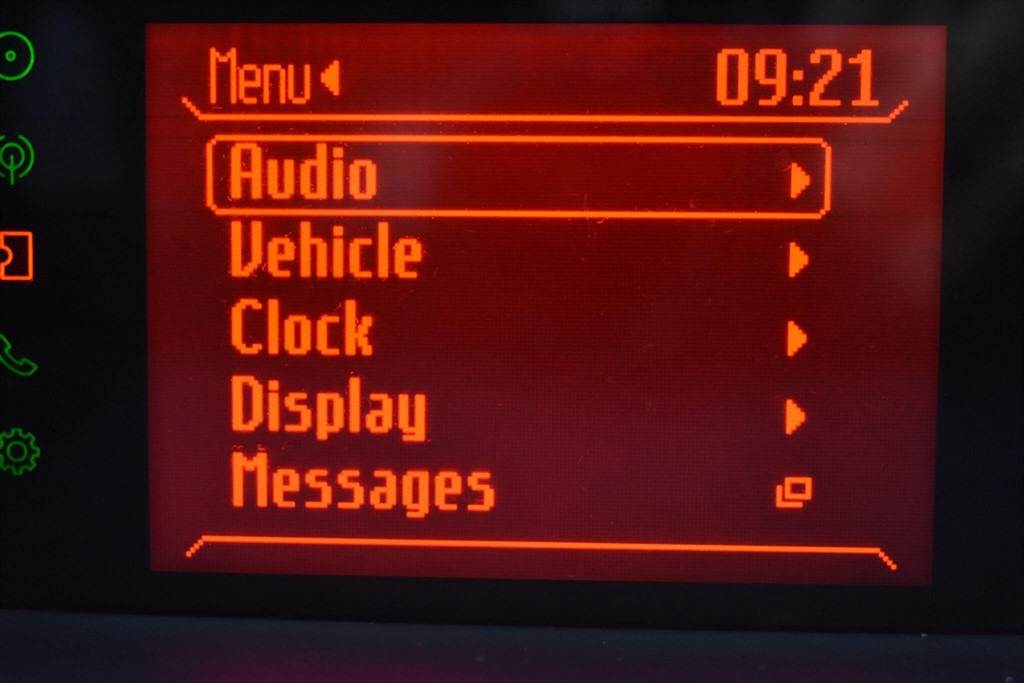 Menu
09:21
Audio
Vehicle
Clock
Display
Messages